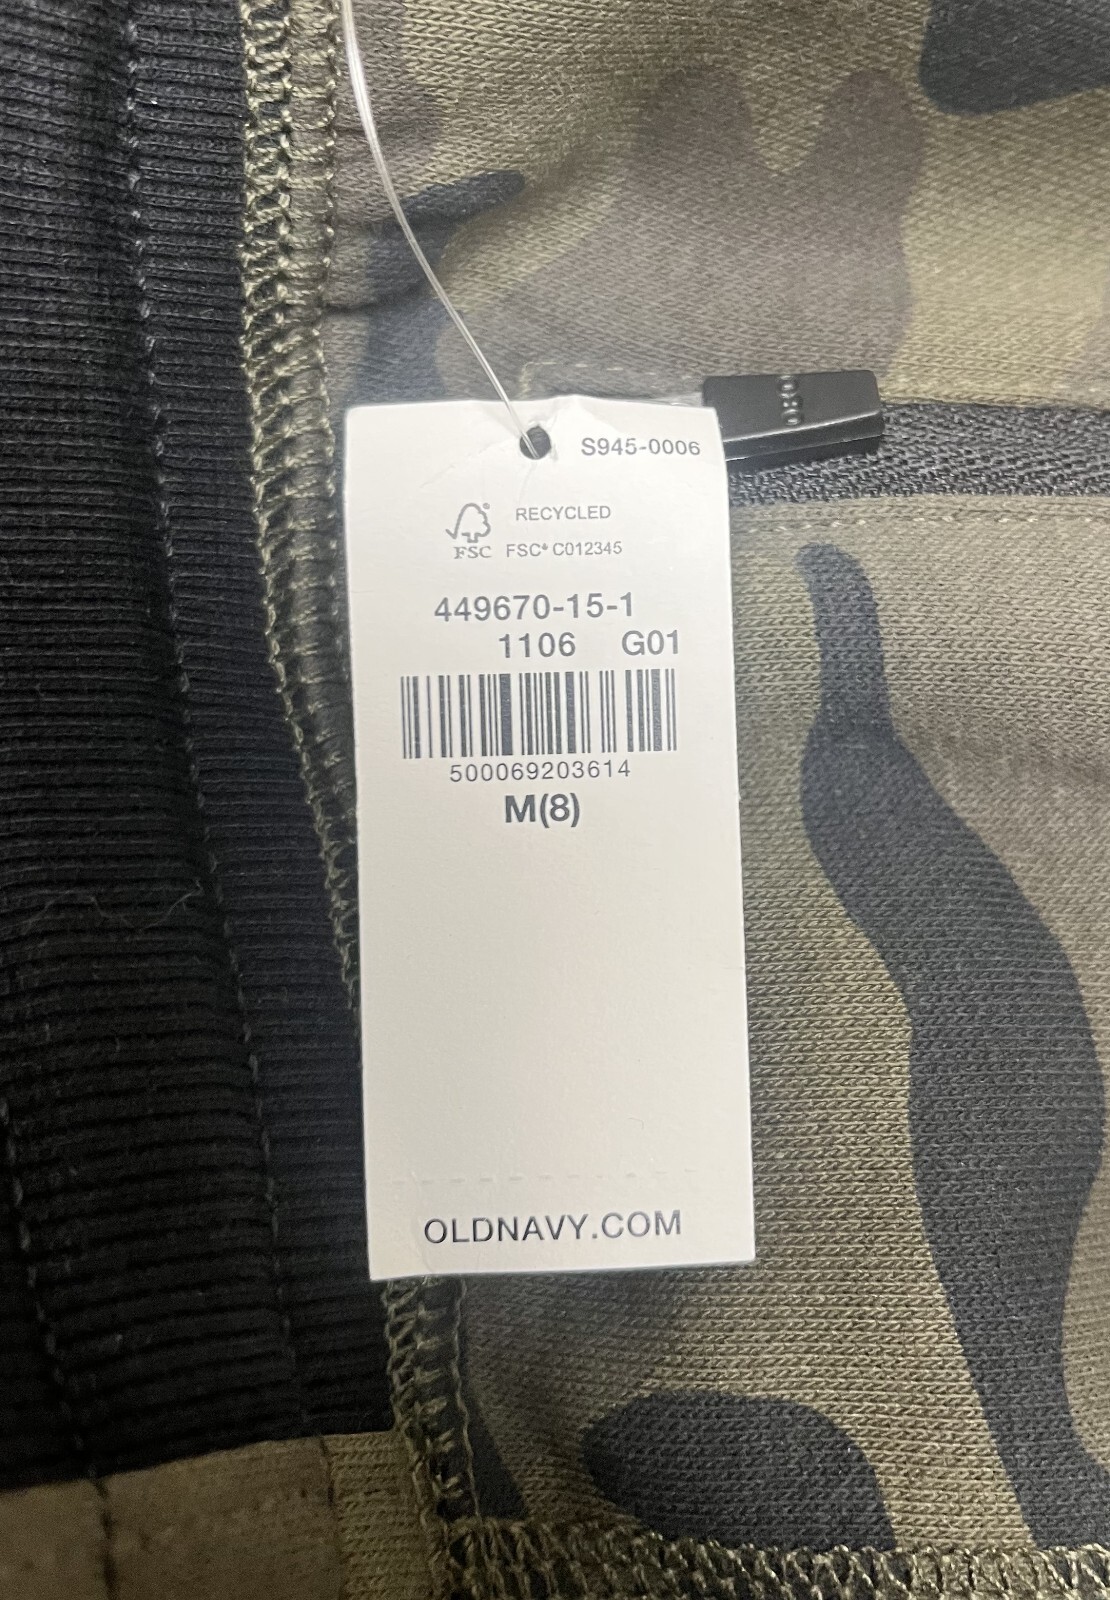 S945-0006
RECYCLED
FSC
FSC® C012345
449670-15-1
1106 G01
500069203614
M(8)
OLDNAVY.COM